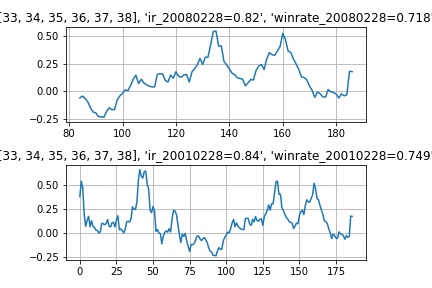 [33, 34, 35, 36, 37, 38], 'ir_20080228=0.82', 'winrate_20080228=0.718'
0.50
0.25
0.00
−0.25
80 100 120 140 160 180
[33, 34, 35, 36, 37, 38], 'ir_20010228=0.84', 'winrate_20010228=0.749'
0.50
0.25
0.00
−0.25
0 25 50 75 100 125 150 175